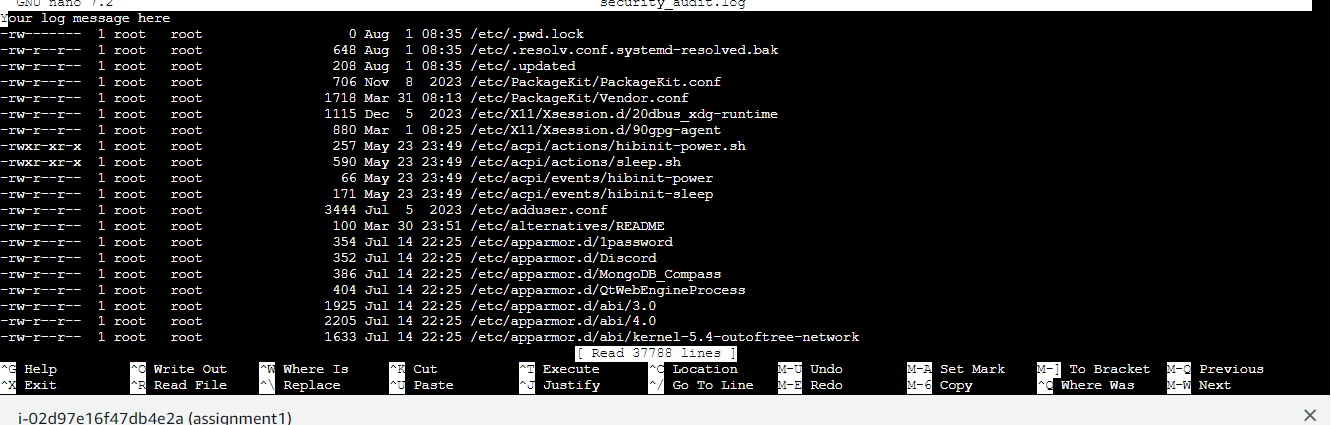 GNU nano 7.2 security_audit.log
Your log message here
-rw------- 1 root root 0 Aug 1 08:35 /etc/.pwd.lock
-rw-r--r-- 1 root root 648 Aug 1 08:35 /etc/.resolv.conf.systemd-resolved.bak
-rw-r--r-- 1 root root 208 Aug 1 08:35 /etc/.updated
-rw-r--r-- 1 root root 706 Nov 8 2023 /etc/PackageKit/PackageKit.conf
-rw-r--r-- 1 root root 1718 Mar 31 08:13 /etc/PackageKit/Vendor.conf
-rw-r--r-- 1 root root 1115 Dec 5 2023 /etc/X11/Xsession.d/20dbus_xdg-runtime
-rw-r--r-- 1 root root 880 Mar 1 08:25 /etc/X11/Xsession.d/90gpg-agent
-rwxr-xr-x 1 root root 257 May 23 23:49 /etc/acpi/actions/hibinit-power.sh
-rwxr-xr-x 1 root root 590 May 23 23:49 /etc/acpi/actions/sleep.sh
-rw-r--r-- 1 root root 66 May 23 23:49 /etc/acpi/events/hibinit-power
-rw-r--r-- 1 root root 171 May 23 23:49 /etc/acpi/events/hibinit-sleep
-rw-r--r-- 1 root root 3444 Jul 5 2023 /etc/adduser.conf
-rw-r--r-- 1 root root 100 Mar 30 23:51 /etc/alternatives/README
-rw-r--r-- 1 root root 354 Jul 14 22:25 /etc/apparmor.d/1password
-rw-r--r-- 1 root root 352 Jul 14 22:25 /etc/apparmor.d/Discord
-rw-r--r-- 1 root root 386 Jul 14 22:25 /etc/apparmor.d/MongoDB_Compass
-rw-r--r-- 1 root root 404 Jul 14 22:25 /etc/apparmor.d/QtWebEngineProcess
-rw-r--r-- 1 root root 1925 Jul 14 22:25 /etc/apparmor.d/abi/3.0
-rw-r--r-- 1 root root 2205 Jul 14 22:25 /etc/apparmor.d/abi/4.0
-rw-r--r-- 1 root root 1633 Jul 14 22:25 /etc/apparmor.d/abi/kernel-5.4-outoftree-network
[ Read 37788 lines ]
^G Help ^O Write Out ^W Where Is ^K Cut ^T Execute ^C Location M-U Undo M-A Set Mark M-] To Bracket M-Q Previous
^X Exit ^R Read File ^\ Replace ^U Paste ^J Justify ^/ Go To Line M-E Redo M-6 Copy ^Q Where Was M-W Next
i-02d97e16f47db4e2a (assignment1)